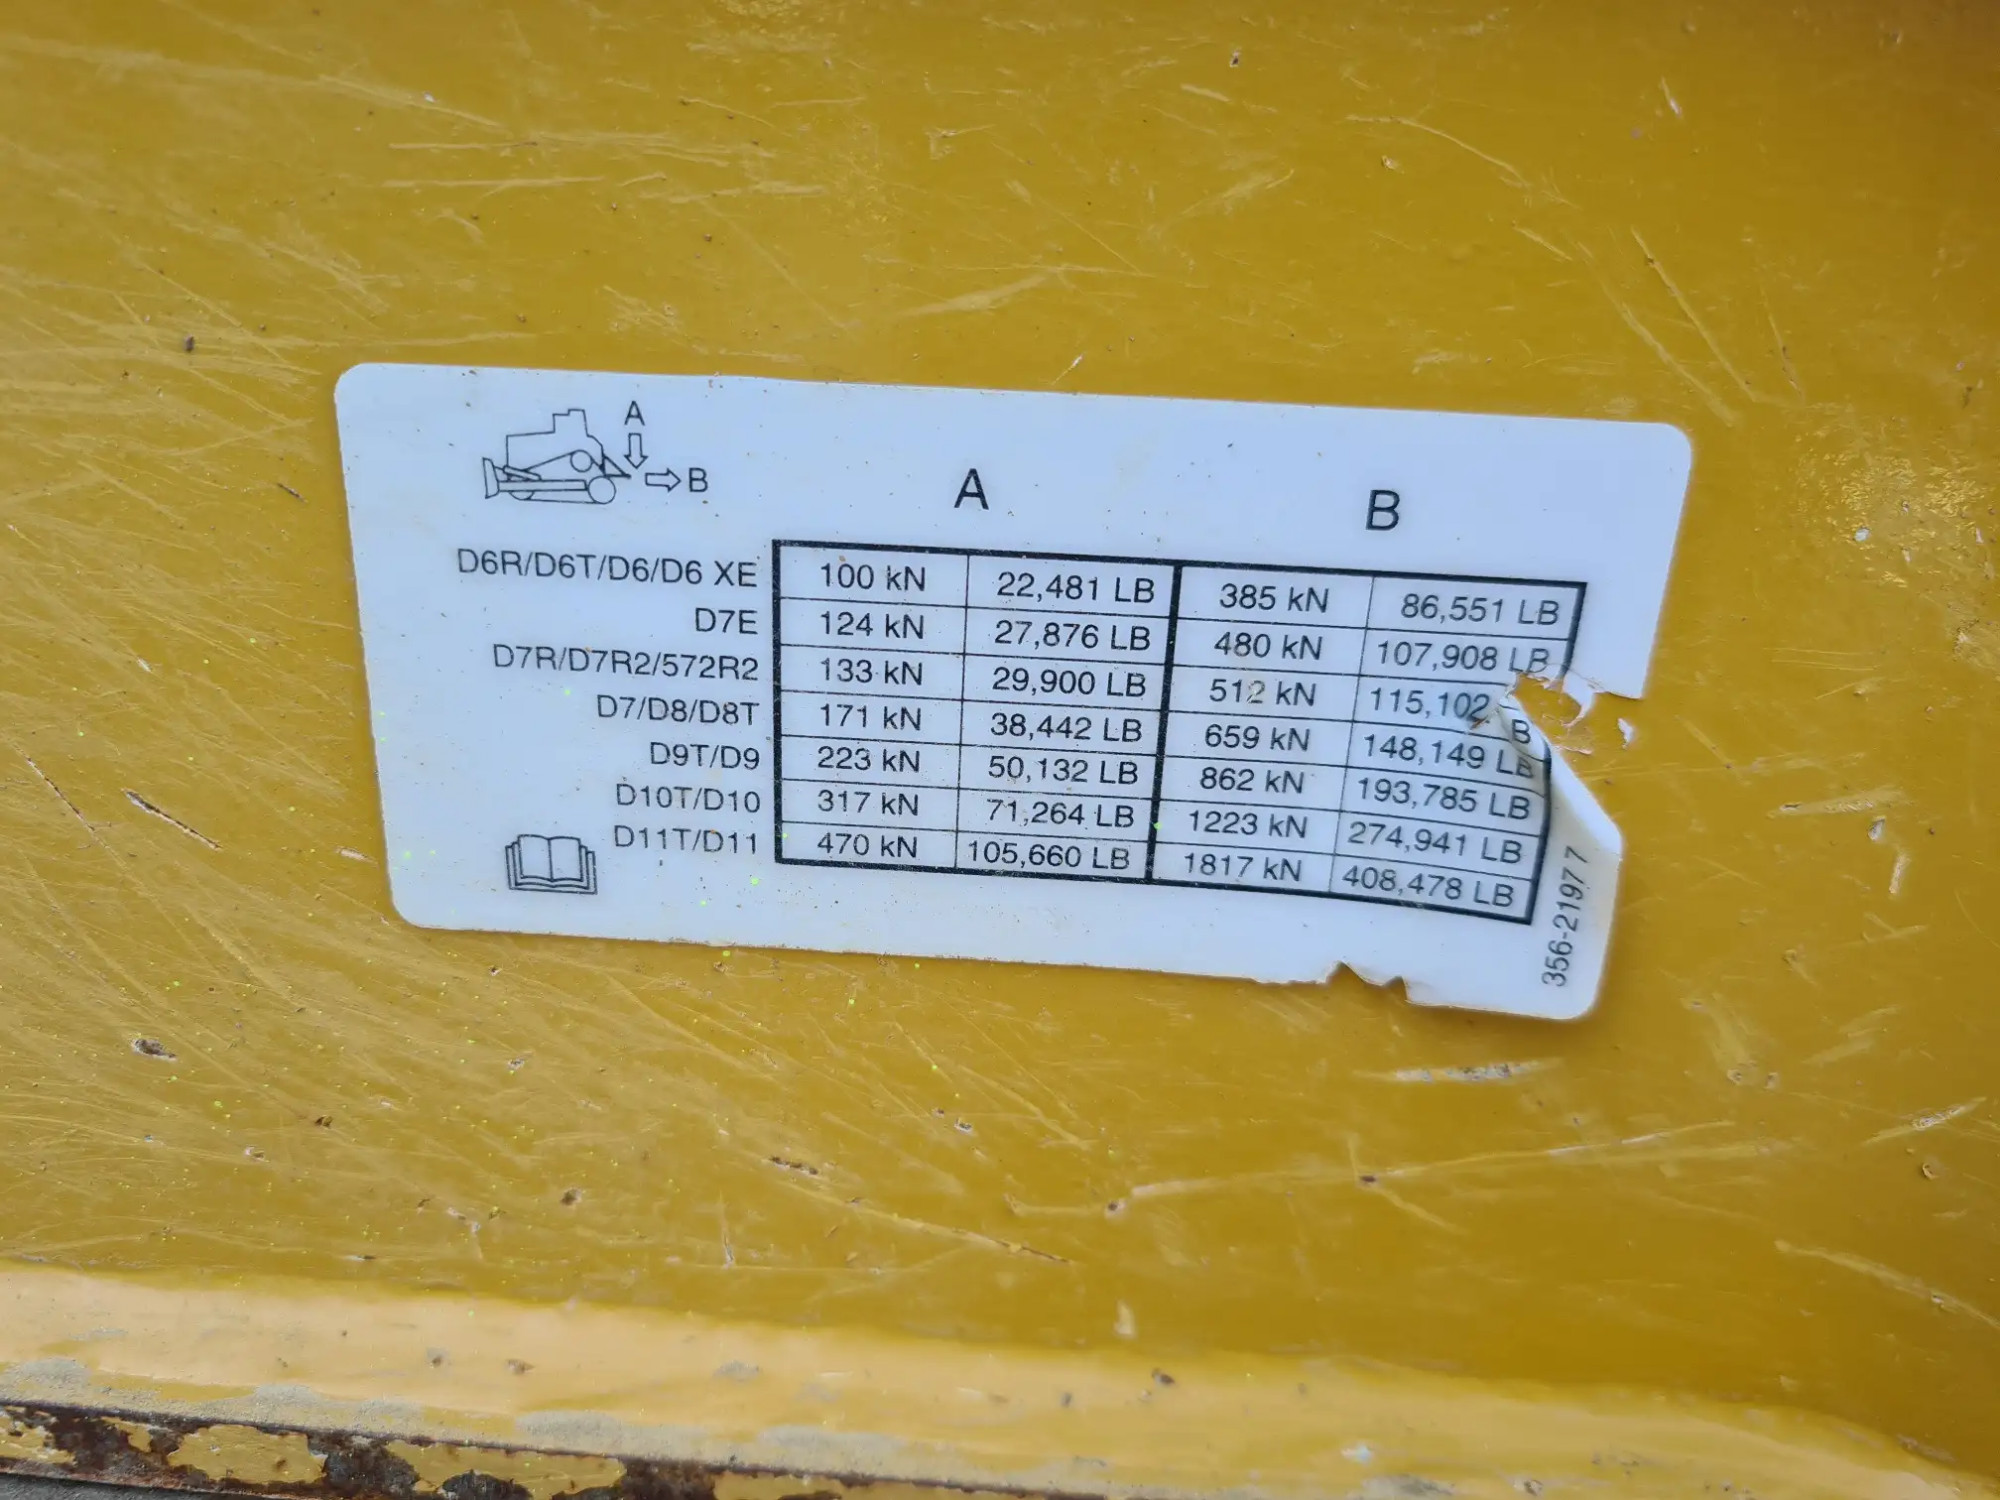 A
B
A B
D6R/D6T/D6/D6 XE 100 kN 22,481 LB 385 kN 86,551 LB
D7E 124 kN 27,876 LB 480 kN 107,908 LB
D7R/D7R2/572R2 133 kN 29,900 LB 512 kN 115,102 LB
D7/D8/D8T 171 kN 38,442 LB 659 kN 148,149 LB
D9T/D9 223 kN 50,132 LB 862 kN 193,785 LB
D10T/D10 317 kN 71,264 LB 1223 kN 274,941 LB
D11T/D11 470 kN 105,660 LB 1817 kN 408,478 LB
356-21977